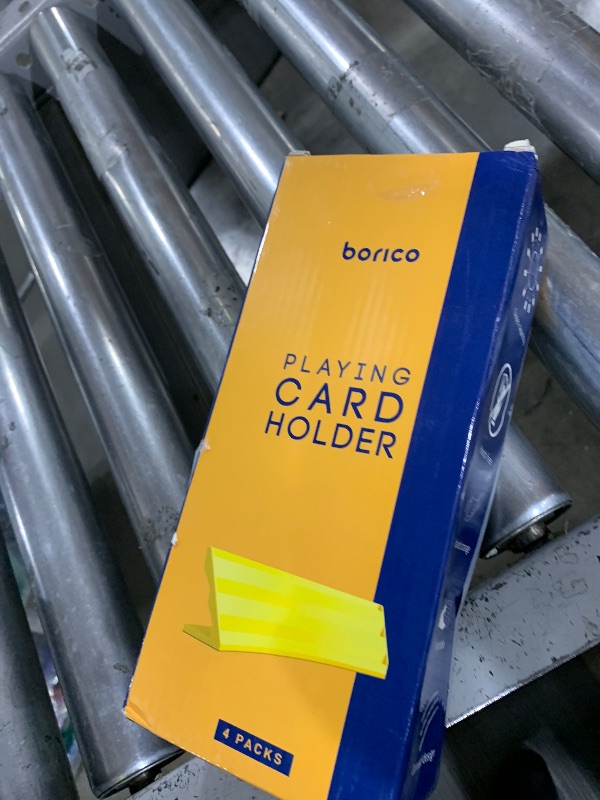 borico
PLAYING
CARD
HOLDER
4 PACKS